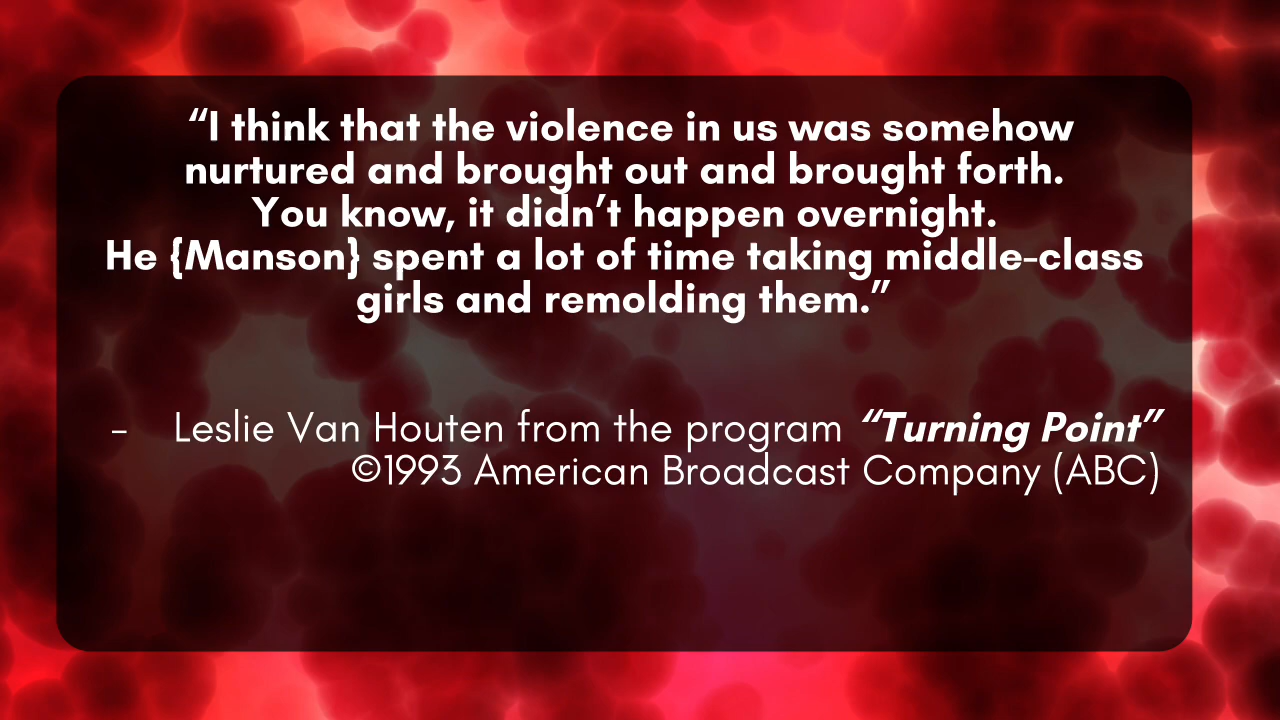 “I think that the violence in us was somehow
nurtured and brought out and brought forth.
You know, it didn’t happen overnight.
He {Manson} spent a lot of time taking middle-class
girls and remolding them.”
– Leslie Van Houten from the program “Turning Point”
©1993 American Broadcast Company (ABC)